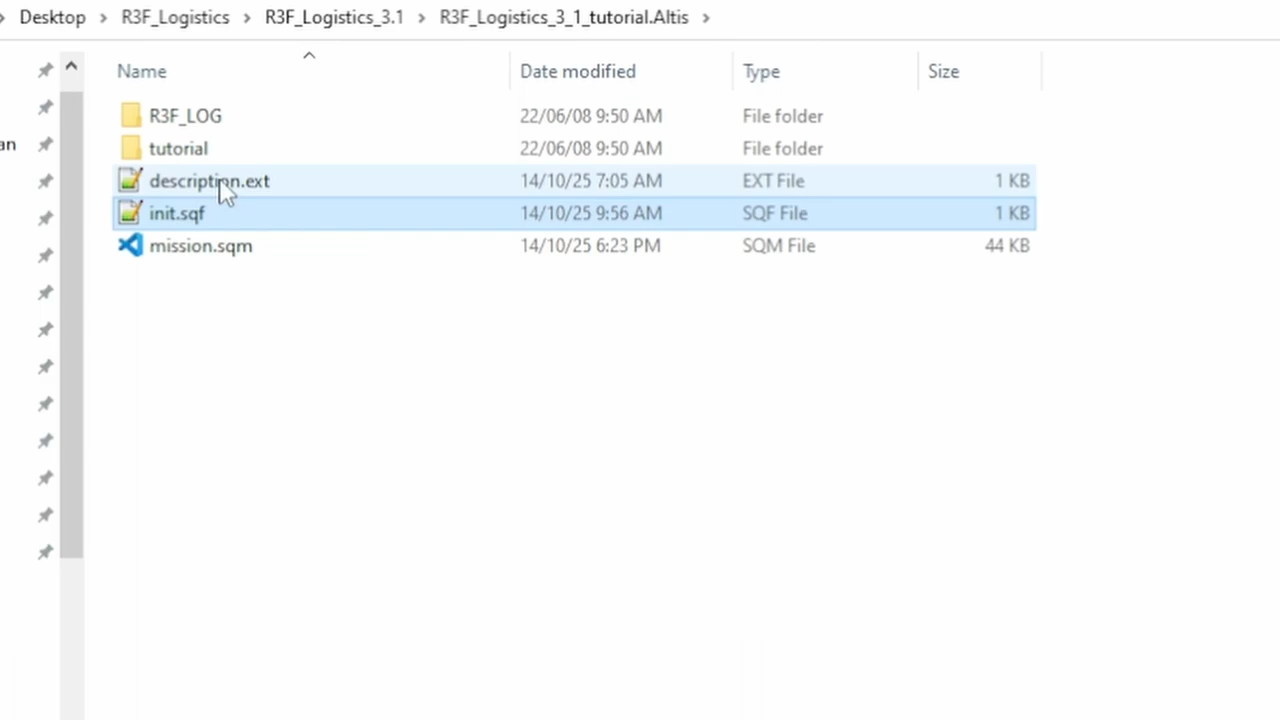 Desktop > R3F_Logistics > R3F_Logistics_3.1 > R3F_Logistics_3_1_tutorial.Altis >
Name Date modified Type Size
R3F_LOG 22/06/08 9:50 AM File folder
an
tutorial 22/06/08 9:50 AM File folder
description.ext 14/10/25 7:05 AM EXT File 1 KB
init.sqf 14/10/25 9:56 AM SQF File 1 KB
mission.sqm 14/10/25 6:23 PM SQM File 44 KB